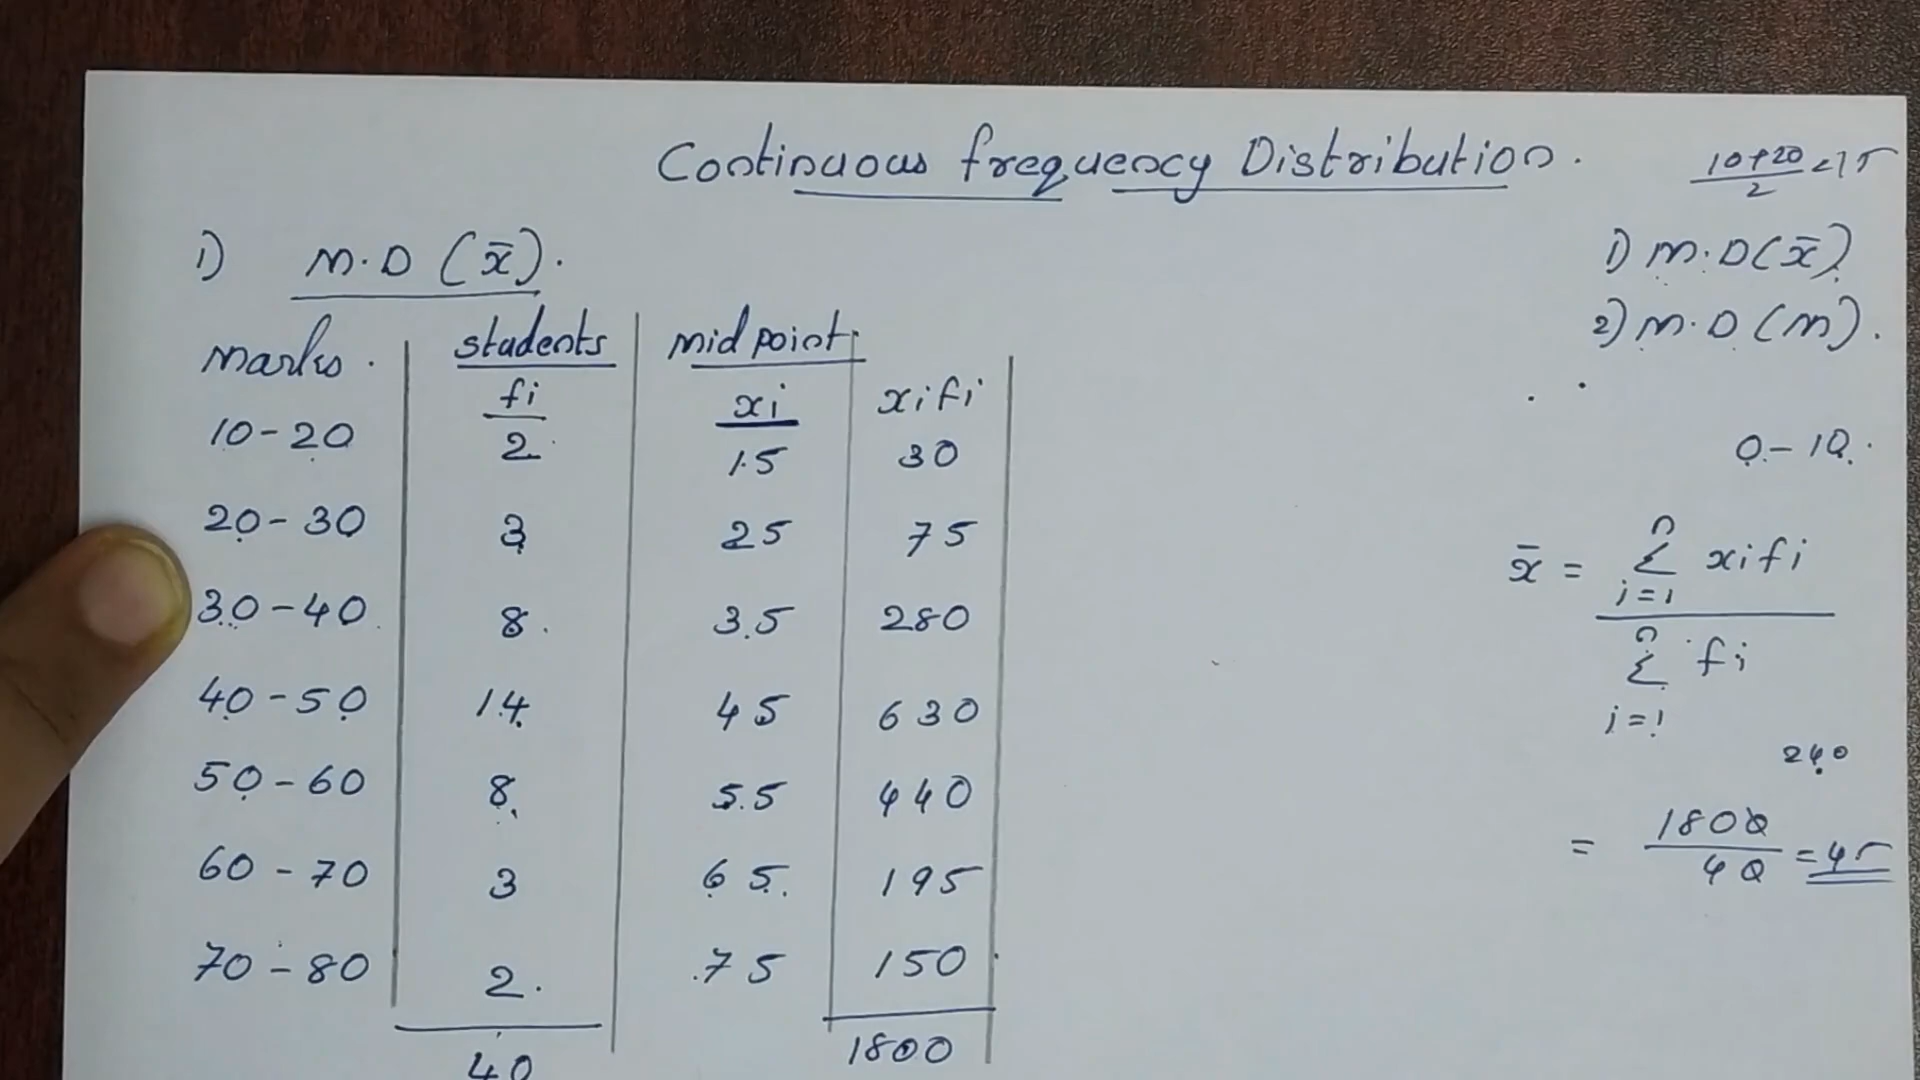 Continuous frequency Distribution.
10+20/2 = 15
1) M.D (x̄).
1) M.D (x̄)
2) M.D (M).
marks.
students
mid point
fi
xi
xifi
10-20 2 15 30
0-10.
20-30 3 25 75
x̄ = n Σ i=1 xifi / n Σ i=1 fi
30-40 8 35 280
40-50 14 45 630
240
50-60 8 55 440
= 1800/40 = 45
60-70 3 65 195
70-80 2 75 150
40 1800